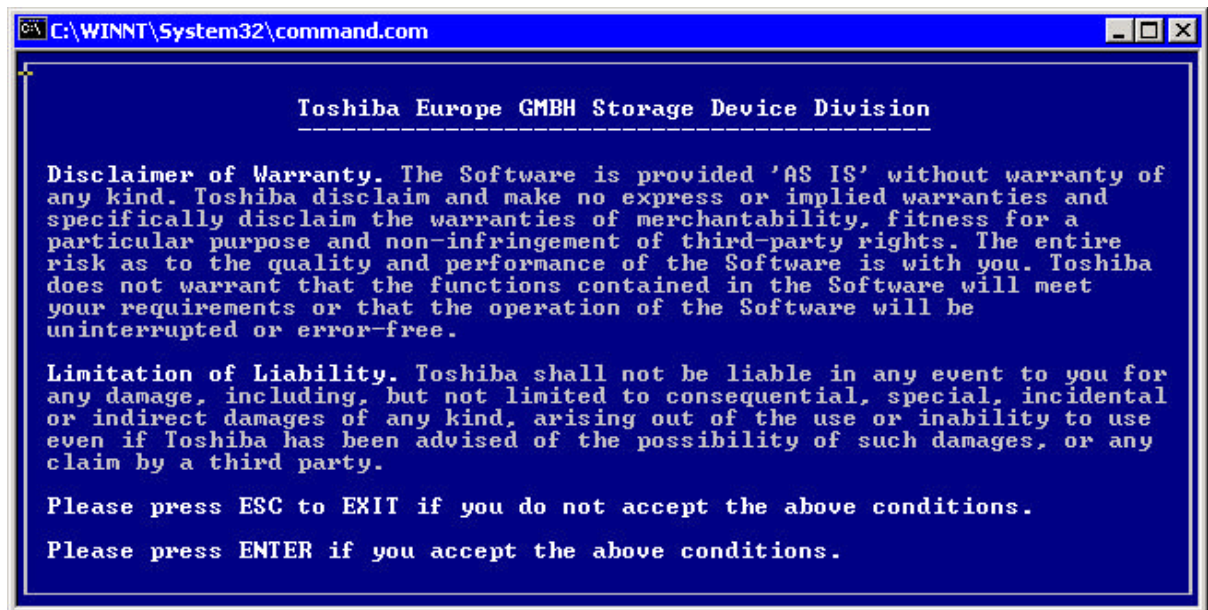 C:\WINNT\System32\command.com
Toshiba Europe GMBH Storage Device Division
Disclaimer of Warranty. The Software is provided 'AS IS' without warranty of
any kind. Toshiba disclaim and make no express or implied warranties and
specifically disclaim the warranties of merchantability, fitness for a
particular purpose and non-infringement of third-party rights. The entire
risk as to the quality and performance of the Software is with you. Toshiba
does not warrant that the functions contained in the Software will meet
your requirements or that the operation of the Software will be
uninterrupted or error-free.
Limitation of Liability. Toshiba shall not be liable in any event to you for
any damage, including, but not limited to consequential, special, incidental
or indirect damages of any kind, arising out of the use or inability to use
even if Toshiba has been advised of the possibility of such damages, or any
claim by a third party.
Please press ESC to EXIT if you do not accept the above conditions.
Please press ENTER if you accept the above conditions.